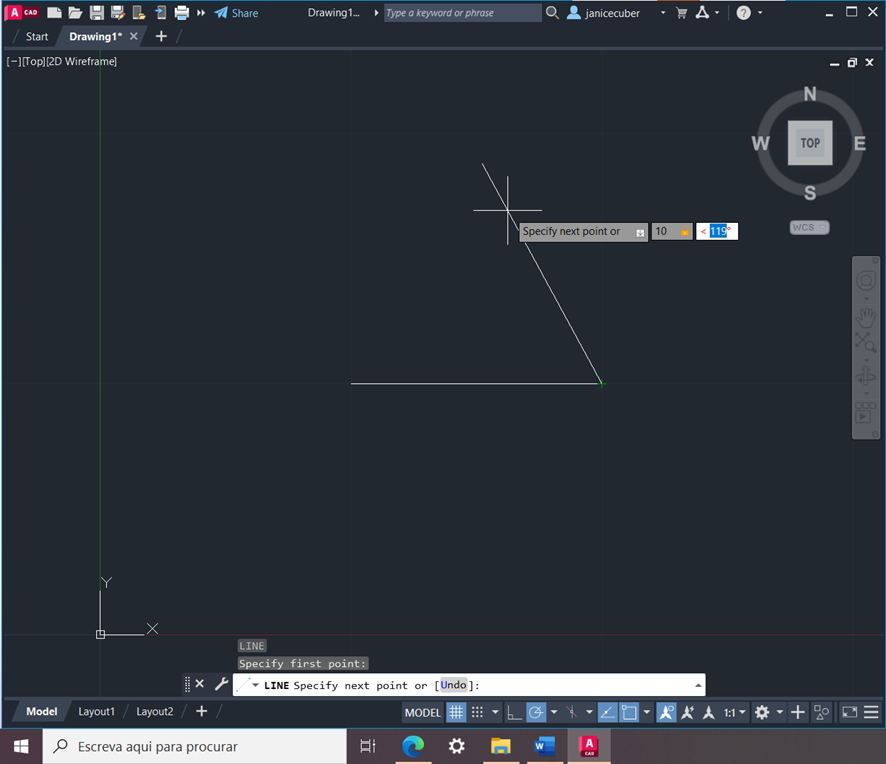 A CAD Share Drawing1... Type a keyword or phrase janicecuber ?
Start Drawing1* +
[−][Top][2D Wireframe]
N
W TOP E
S
WCS
Specify next point or 10 < 119°
Y
X
LINE
Specify first point:
LINE Specify next point or [Undo]:
Model Layout1 Layout2 + MODEL 1:1
Escreva aqui para procurar W A CAD